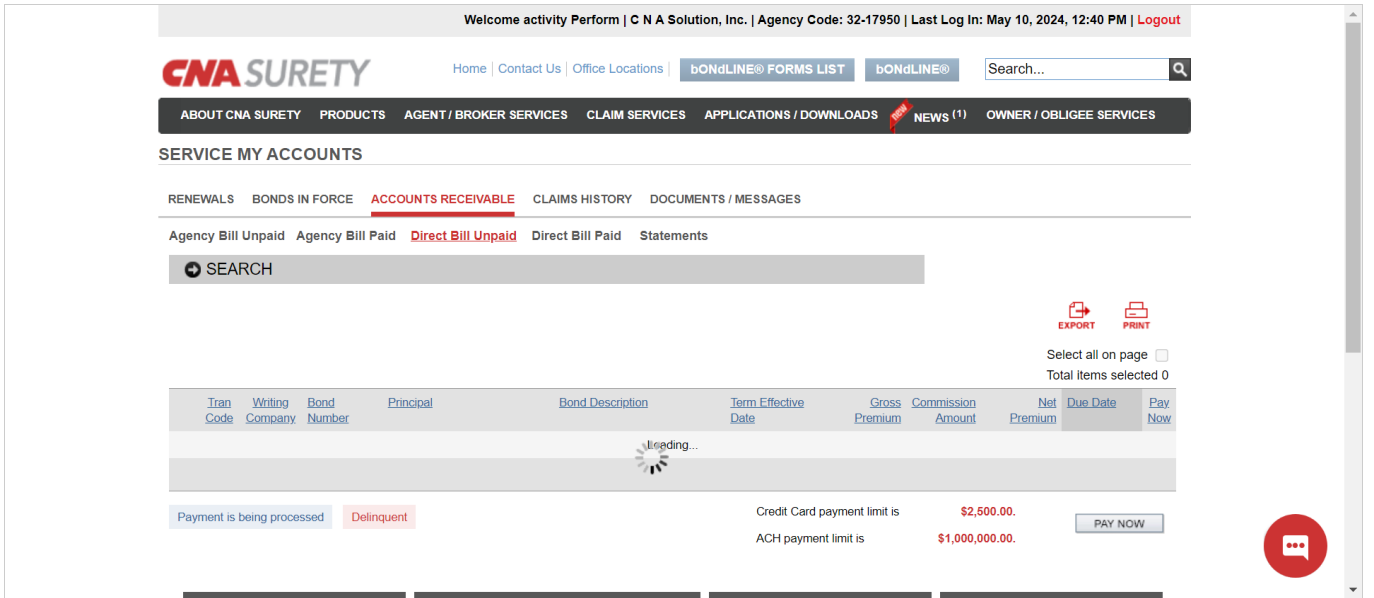 Welcome activity Perform | C N A Solution, Inc. | Agency Code: 32-17950 | Last Log In: May 10, 2024, 12:40 PM | Logout
CNA SURETY
Home | Contact Us | Office Locations |
bONdLINE® FORMS LIST
bONdLINE®
Search...
ABOUT CNA SURETY PRODUCTS AGENT / BROKER SERVICES CLAIM SERVICES APPLICATIONS / DOWNLOADS new NEWS (1) OWNER / OBLIGEE SERVICES
SERVICE MY ACCOUNTS
RENEWALS BONDS IN FORCE ACCOUNTS RECEIVABLE CLAIMS HISTORY DOCUMENTS / MESSAGES
Agency Bill Unpaid Agency Bill Paid Direct Bill Unpaid Direct Bill Paid Statements
SEARCH
EXPORT PRINT
Select all on page
Total items selected 0
Tran Writing Bond Principal Bond Description Term Effective Gross Commission Net Due Date Pay
Code Company Number Date Premium Amount Premium Now
Loading...
Payment is being processed Delinquent
Credit Card payment limit is $2,500.00.
PAY NOW
ACH payment limit is $1,000,000.00.